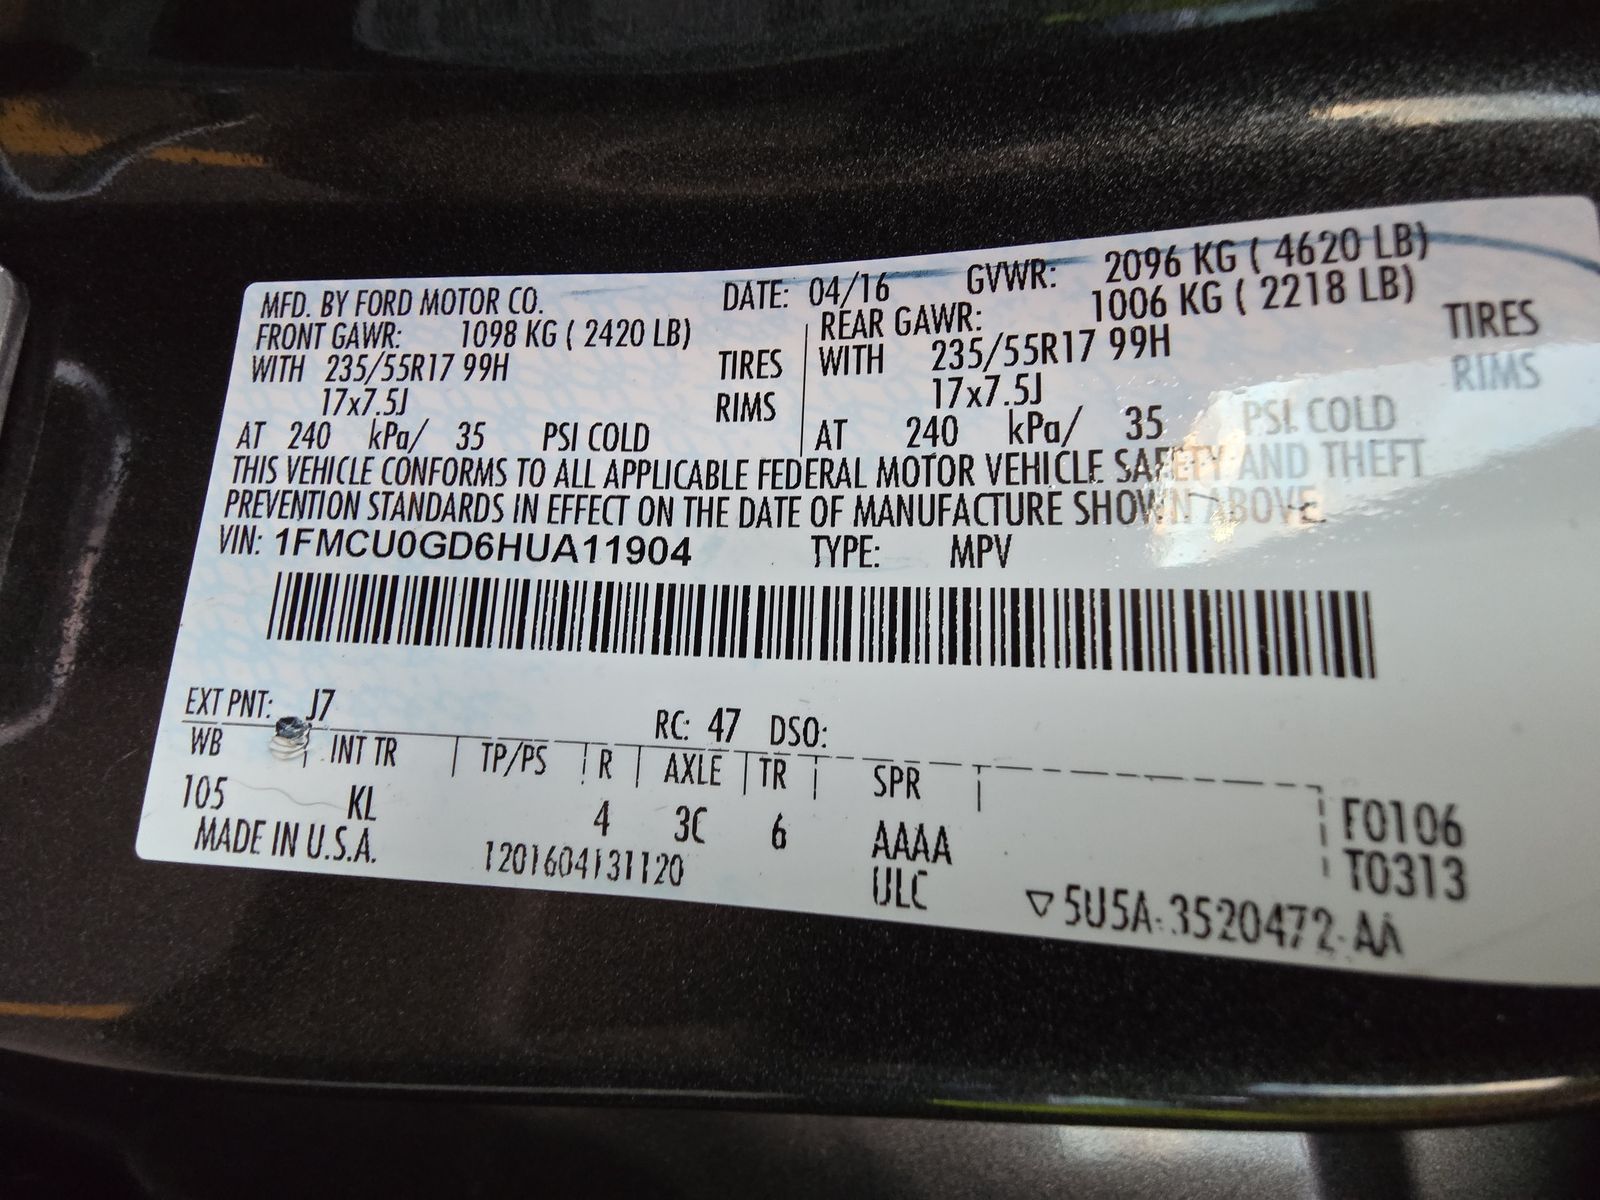 MFD. BY FORD MOTOR CO. DATE: 04/16 GVWR: 2096 KG ( 4620 LB)
FRONT GAWR: 1098 KG ( 2420 LB) REAR GAWR: 1006 KG ( 2218 LB)
WITH 235/55R17 99H TIRES WITH 235/55R17 99H TIRES
17x7.5J RIMS 17x7.5J RIMS
AT 240 kPa/ 35 PSI COLD AT 240 kPa/ 35 PSI COLD
THIS VEHICLE CONFORMS TO ALL APPLICABLE FEDERAL MOTOR VEHICLE SAFETY AND THEFT
PREVENTION STANDARDS IN EFFECT ON THE DATE OF MANUFACTURE SHOWN ABOVE.
VIN: 1FMCU0GD6HUA11904 TYPE: MPV
EXT PNT: J7 RC: 47 DSO:
WB INT TR TP/PS R AXLE TR SPR
105 KL 4 3C 6 AAAA F0106
MADE IN U.S.A. 1201604131120 ULC T0313
▽5U5A-3520472-AA